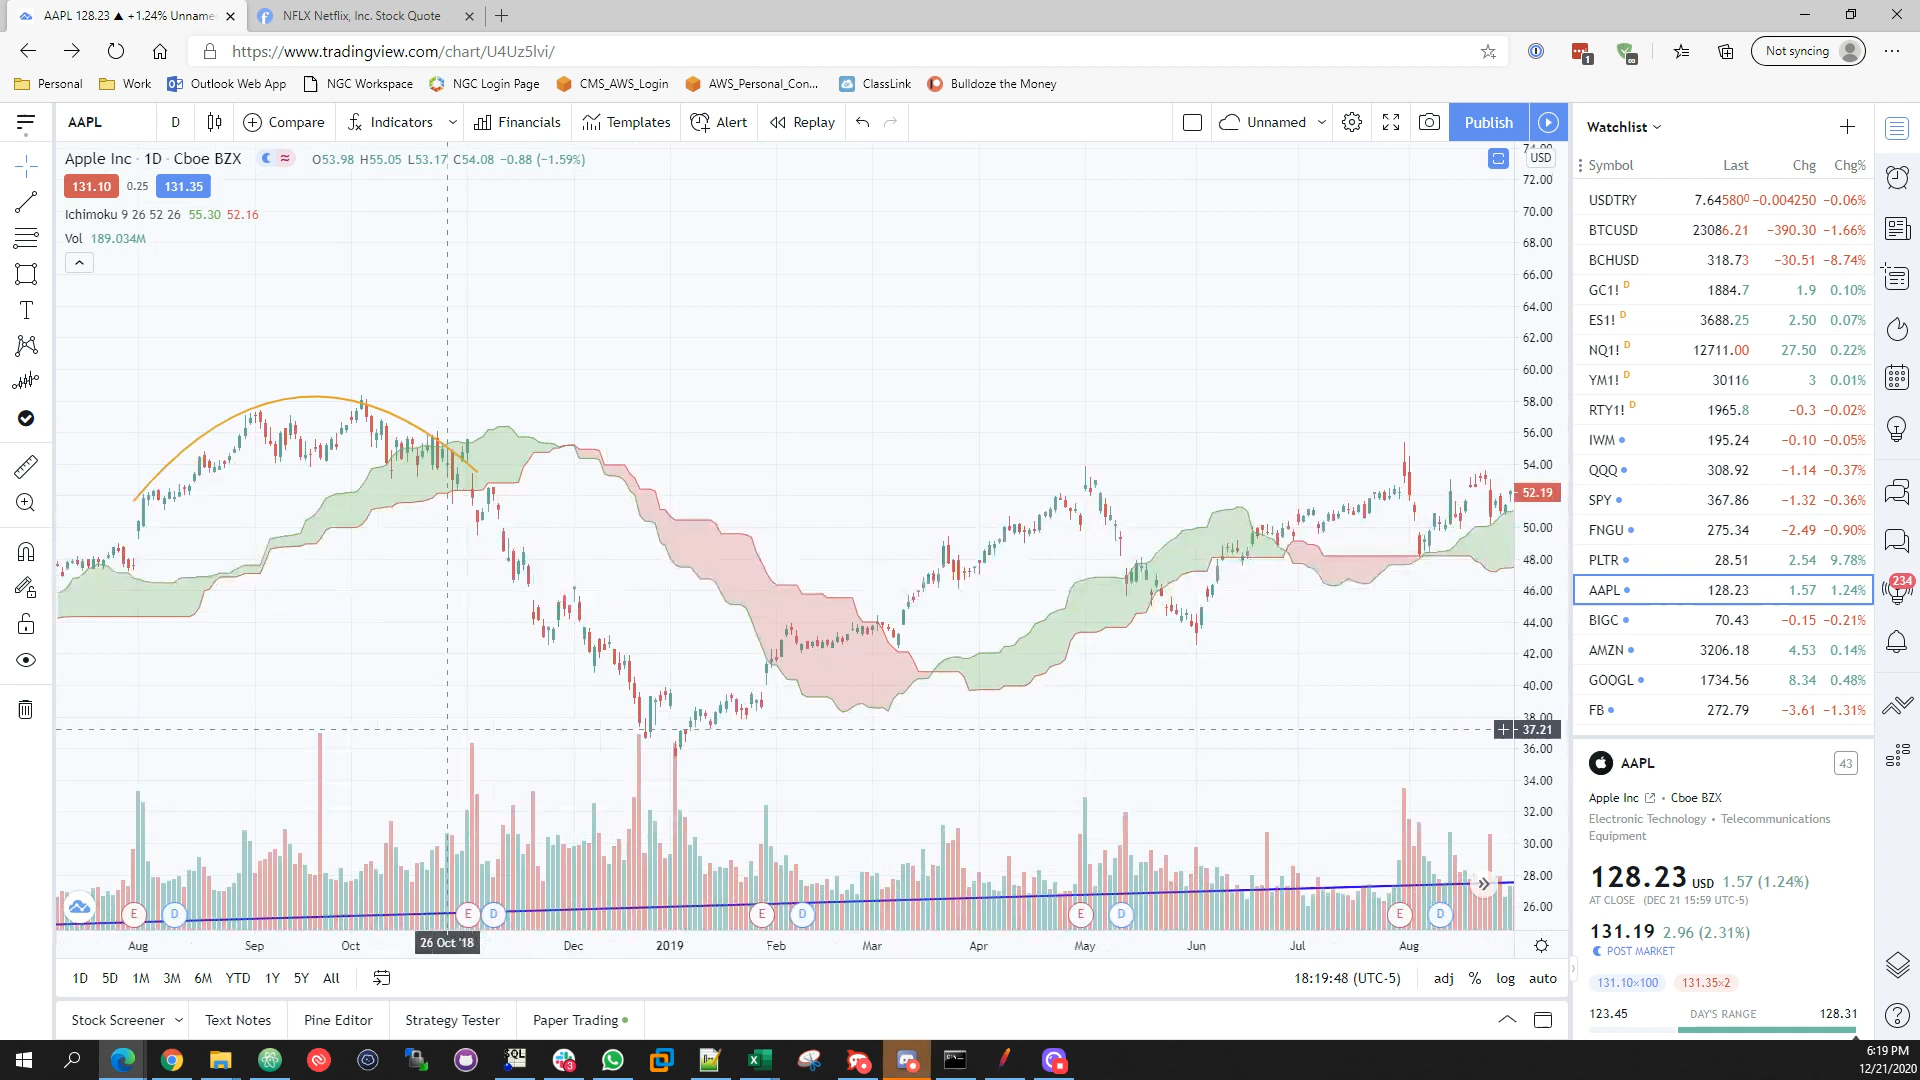 AAPL 128.23 ▲ +1.24% Unname
NFLX Netflix, Inc. Stock Quote
https://www.tradingview.com/chart/U4Uz5lvi/
1
Not syncing
Personal
Work
Outlook Web App
NGC Workspace
NGC Login Page
CMS_AWS_Login
AWS_Personal_Con...
ClassLink
Bulldoze the Money
AAPL
D
Compare
Indicators
Financials
Templates
Alert
Replay
Unnamed
Publish
Apple Inc · 1D · Cboe BZX
O53.98 H55.05 L53.17 C54.08 −0.88 (−1.59%)
131.10 0.25 131.35
Ichimoku 9 26 52 26 55.30 52.16
Vol 189.034M
USD
74.00
72.00
70.00
68.00
66.00
64.00
62.00
60.00
58.00
56.00
54.00
52.19
50.00
48.00
46.00
44.00
42.00
40.00
38.00
37.21
36.00
34.00
32.00
30.00
28.00
26.00
E D E D E D E D E D
Aug Sep Oct 26 Oct '18 Dec 2019 Feb Mar Apr May Jun Jul Aug
1D 5D 1M 3M 6M YTD 1Y 5Y All
18:19:48 (UTC-5) adj % log auto
Stock Screener Text Notes Pine Editor Strategy Tester Paper Trading
Watchlist
Symbol Last Chg Chg%
USDTRY 7.645800 −0.004250 −0.06%
BTCUSD 23086.21 −390.30 −1.66%
BCHUSD 318.73 −30.51 −8.74%
GC1! D 1884.7 1.9 0.10%
ES1! D 3688.25 2.50 0.07%
NQ1! D 12711.00 27.50 0.22%
YM1! D 30116 3 0.01%
RTY1! D 1965.8 −0.3 −0.02%
IWM 195.24 −0.10 −0.05%
QQQ 308.92 −1.14 −0.37%
SPY 367.86 −1.32 −0.36%
FNGU 275.34 −2.49 −0.90%
PLTR 28.51 2.54 9.78%
AAPL 128.23 1.57 1.24%
BIGC 70.43 −0.15 −0.21%
AMZN 3206.18 4.53 0.14%
GOOGL 1734.56 8.34 0.48%
FB 272.79 −3.61 −1.31%
234
AAPL 43
Apple Inc • Cboe BZX
Electronic Technology • Telecommunications
Equipment
128.23 USD 1.57 (1.24%)
AT CLOSE (DEC 21 15:59 UTC-5)
131.19 2.96 (2.31%)
POST MARKET
131.10×100 131.35×2
123.45 DAY'S RANGE 128.31
SQL
3
6:19 PM
12/21/2020